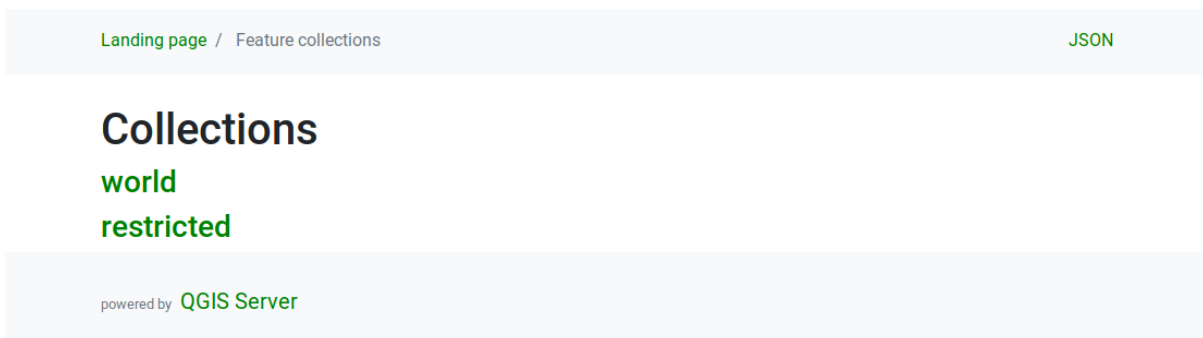 Landing page / Feature collections JSON
Collections
world
restricted
powered by QGIS Server